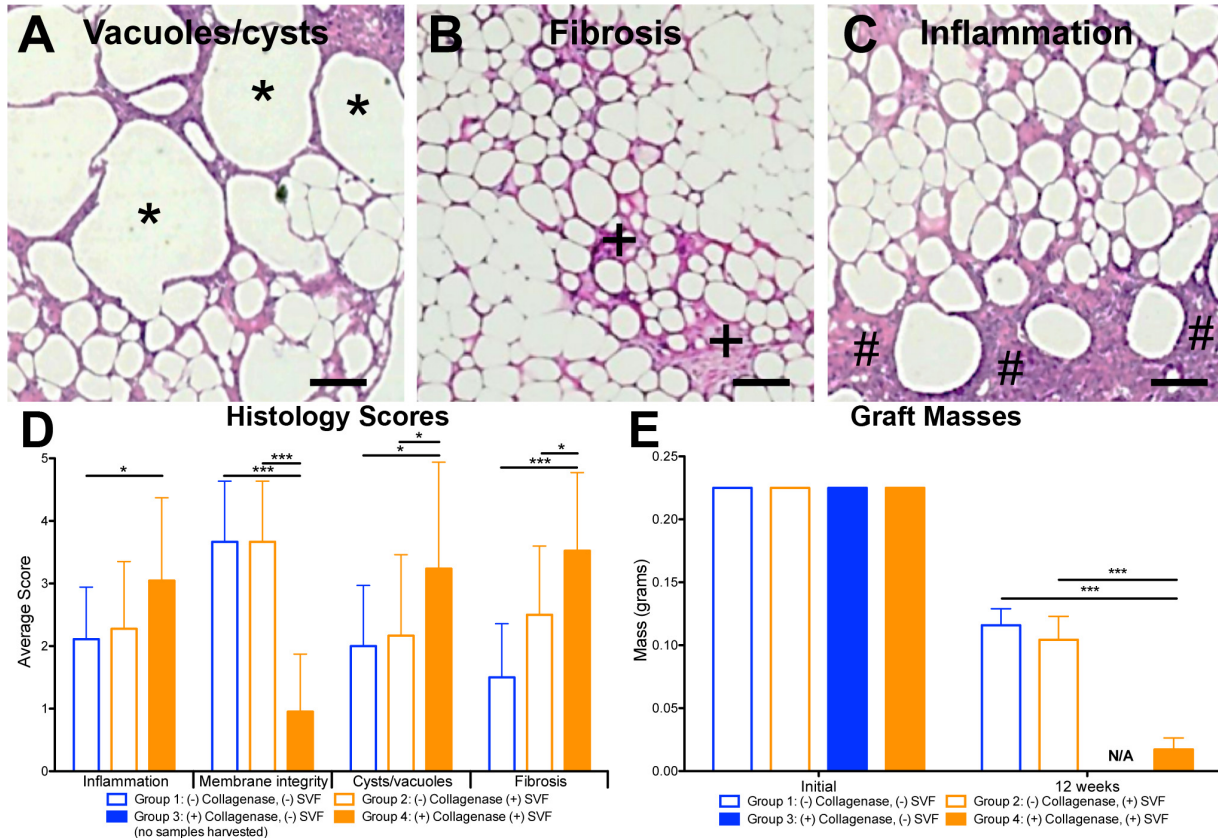 A Vacuoles/cysts
*
*
*
B Fibrosis
+
+
C Inflammation
#
#
#
D Histology Scores
*
***
***
*
*
*
***
5
4
3
2
1
0
Average Score
Inflammation
Membrane integrity
Cysts/vacuoles
Fibrosis
Group 1: (-) Collagenase, (-) SVF
Group 2: (-) Collagenase (+) SVF
Group 3: (+) Collagenase, (-) SVF
(no samples harvested)
Group 4: (+) Collagenase (+) SVF
E Graft Masses
0.25
0.20
0.15
0.10
0.05
0.00
Mass (grams)
***
***
N/A
Initial
12 weeks
Group 1: (-) Collagenase, (-) SVF
Group 2: (-) Collagenase, (+) SVF
Group 3: (+) Collagenase, (-) SVF
Group 4: (+) Collagenase, (+) SVF